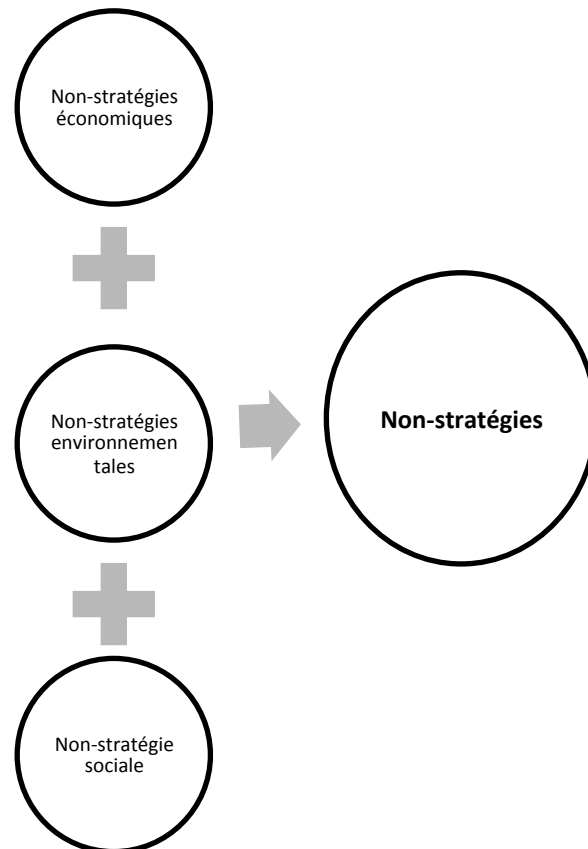 Non-stratégies
économiques
Non-stratégies
environnemen
tales
Non-stratégies
Non-stratégie
sociale